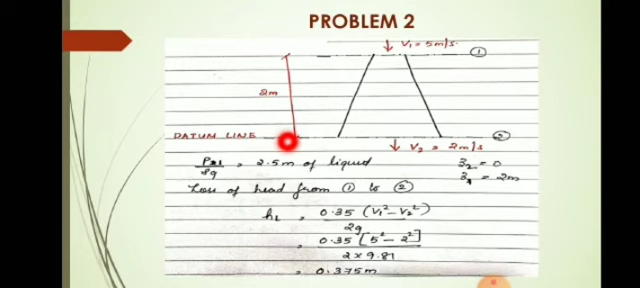 PROBLEM 2
↓ V₁ = 5m/s.
①
2m
DATUM LINE
②
↓ V₂ = 2m/s
= 2.5m of liquid
z₂ = 0
z₁ = 2m
Loss of head from ① to ②
hL = 0.35 (V₁² - V₂²)
2g
= 0.35 [5² - 2²]
2 × 9.81
= 0.375m